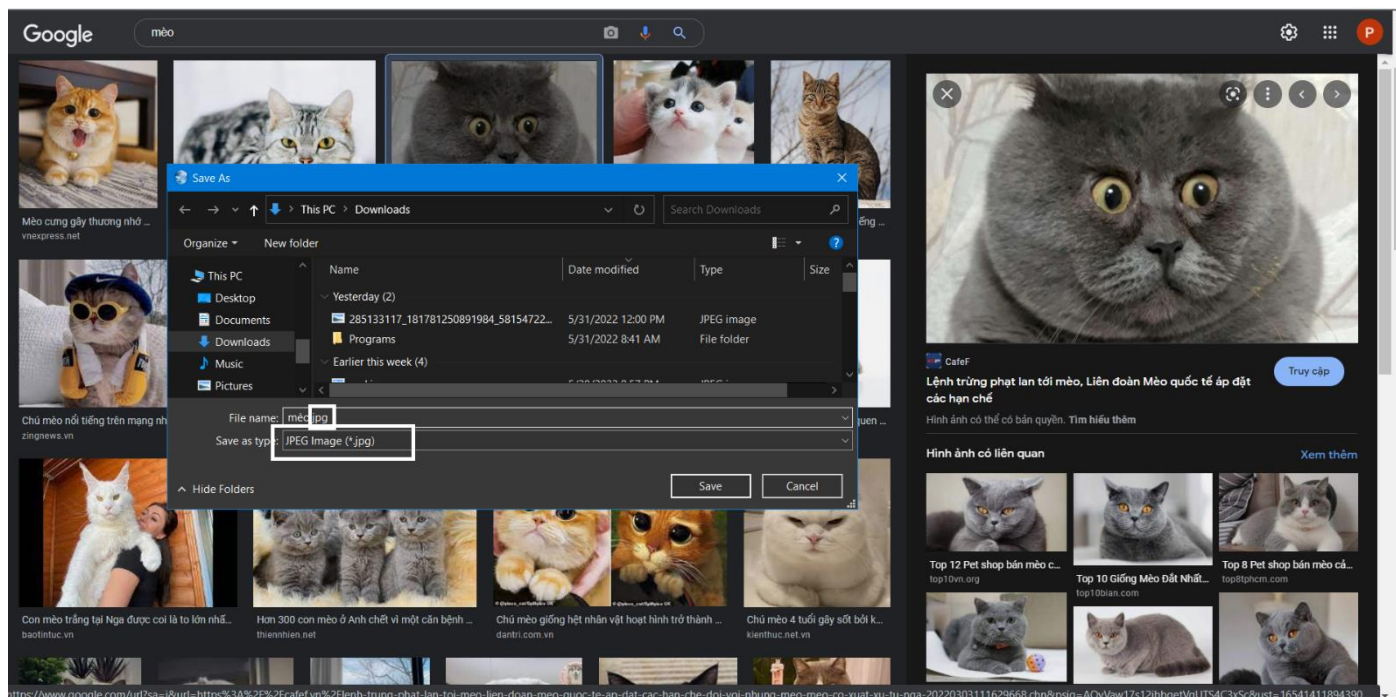 Google
mèo
P
Mèo cưng gây thương nhớ ...
vnexpress.net
Save As
This PC > Downloads
Search Downloads
Organize
New folder
This PC
Desktop
Documents
Downloads
Music
Pictures
Name
Date modified
Type
Size
Yesterday (2)
285133117_181781250891984_58154722...
5/31/2022 12:00 PM
JPEG image
Programs
5/31/2022 8:41 AM
File folder
Earlier this week (4)
File name:
mèo.jpg
Save as type:
JPEG Image (*.jpg)
Hide Folders
Save
Cancel
Chú mèo nổi tiếng trên mạng nh
zingnews.vn
Con mèo trắng tại Nga được coi là to lớn nhấ...
baotintuc.vn
Hơn 300 con mèo ở Anh chết vì một căn bệnh ...
thiennhien.net
Chú mèo giống hệt nhân vật hoạt hình trở thành ...
dantri.com.vn
Chú mèo 4 tuổi gây sốt bởi k...
kienthuc.net.vn
CafeF
Lệnh trừng phạt lan tới mèo, Liên đoàn Mèo quốc tế áp đặt
các hạn chế
Truy cập
Hình ảnh có thể có bản quyền. Tìm hiểu thêm
Hình ảnh có liên quan
Xem thêm
Top 12 Pet shop bán mèo c...
top10vn.org
Top 10 Giống Mèo Đắt Nhất...
top10bian.com
Top 8 Pet shop bán mèo cả...
top8tphcm.com